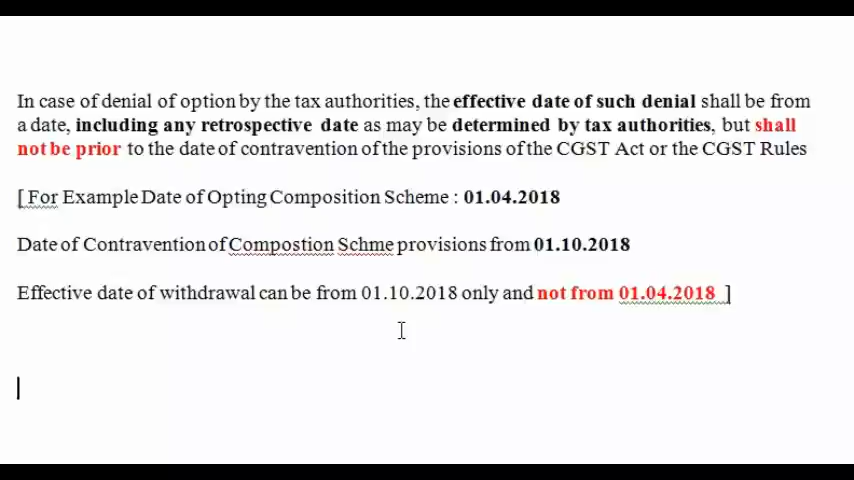 In case of denial of option by the tax authorities, the effective date of such denial shall be from
a date, including any retrospective date as may be determined by tax authorities, but shall
not be prior to the date of contravention of the provisions of the CGST Act or the CGST Rules
[ For Example Date of Opting Composition Scheme : 01.04.2018
Date of Contravention of Compostion Schme provisions from 01.10.2018
Effective date of withdrawal can be from 01.10.2018 only and not from 01.04.2018 ]